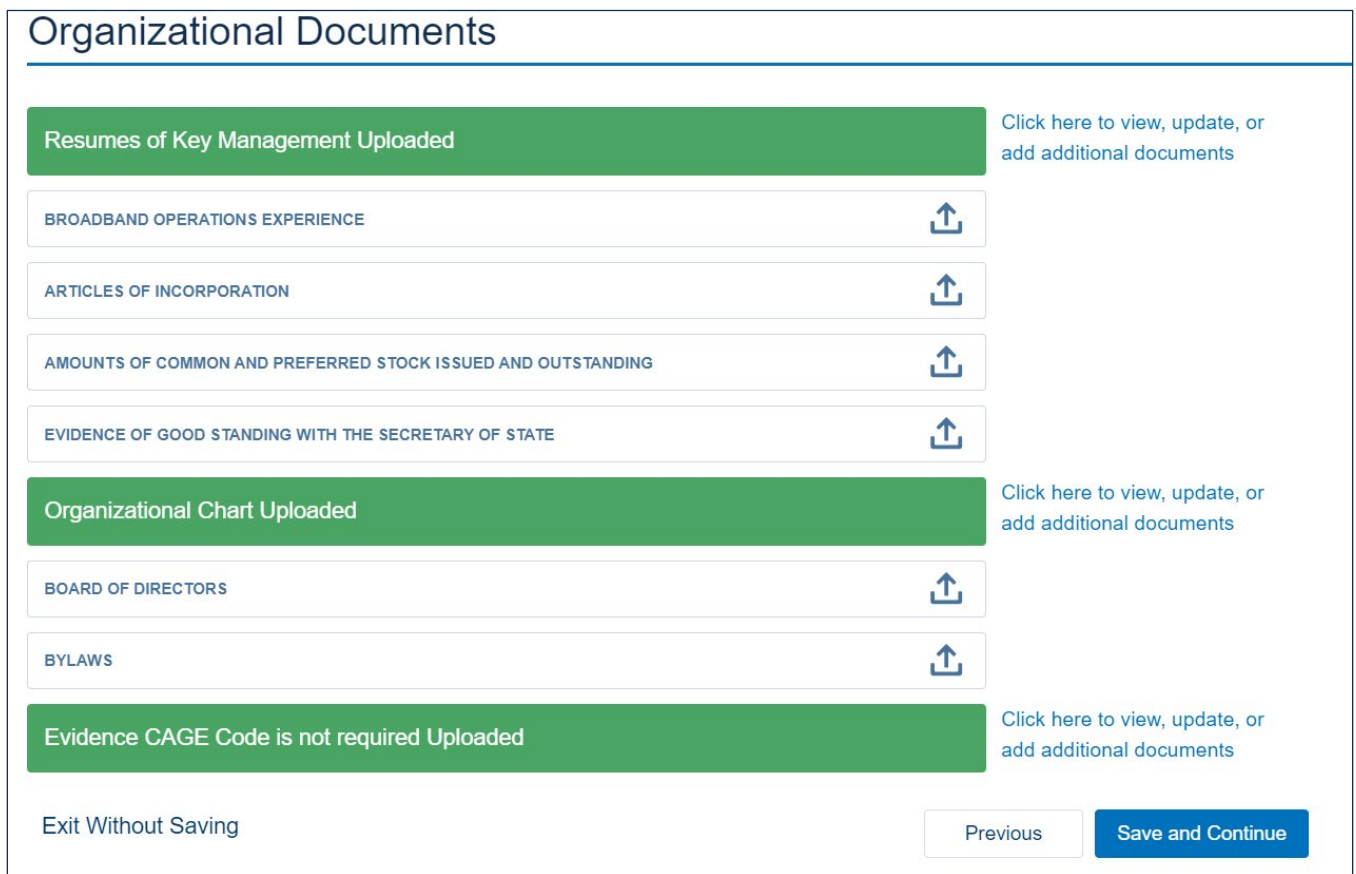 Organizational Documents
Resumes of Key Management Uploaded
Click here to view, update, or
add additional documents
BROADBAND OPERATIONS EXPERIENCE
ARTICLES OF INCORPORATION
AMOUNTS OF COMMON AND PREFERRED STOCK ISSUED AND OUTSTANDING
EVIDENCE OF GOOD STANDING WITH THE SECRETARY OF STATE
Organizational Chart Uploaded
Click here to view, update, or
add additional documents
BOARD OF DIRECTORS
BYLAWS
Evidence CAGE Code is not required Uploaded
Click here to view, update, or
add additional documents
Exit Without Saving
Previous
Save and Continue